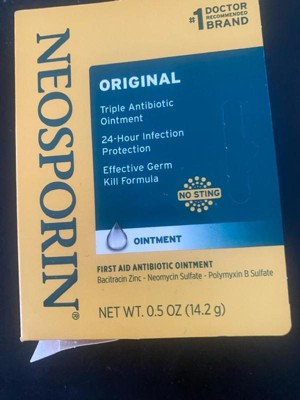 #1 DOCTOR
RECOMMENDED
BRAND
NEOSPORIN®
ORIGINAL
Triple Antibiotic
Ointment
24-Hour Infection
Protection
Effective Germ
Kill Formula
NO STING
OINTMENT
FIRST AID ANTIBIOTIC OINTMENT
Bacitracin Zinc - Neomycin Sulfate - Polymyxin B Sulfate
NET WT. 0.5 OZ (14.2 g)